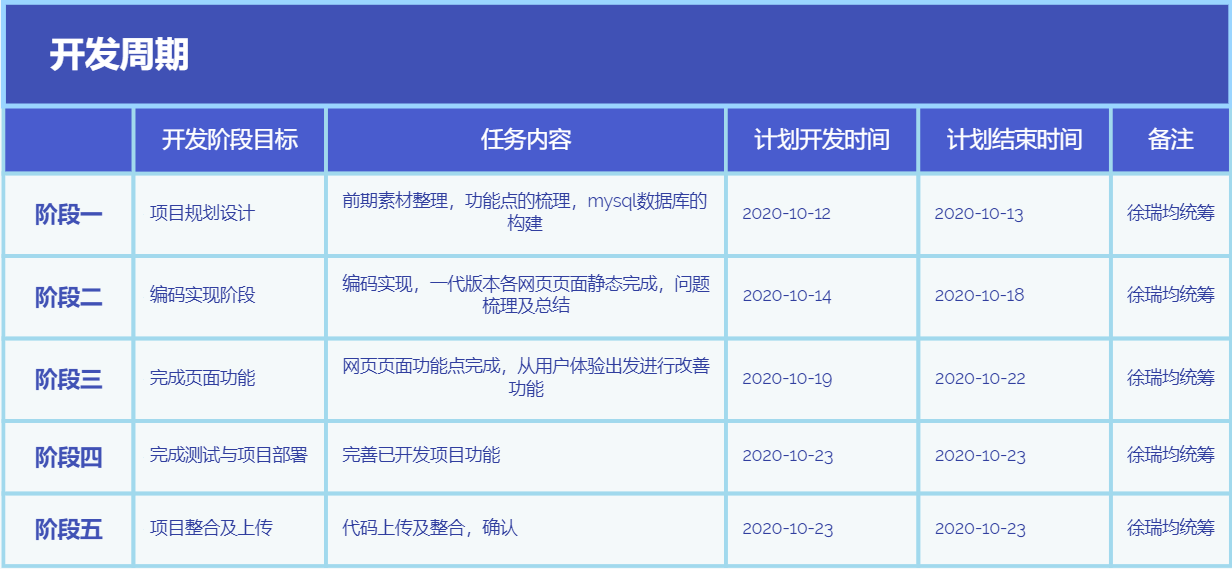 开发周期
开发阶段目标 任务内容 计划开发时间 计划结束时间 备注
阶段一 项目规划设计 前期素材整理，功能点的梳理，mysql数据库的
构建 2020-10-12 2020-10-13 徐瑞均统筹
阶段二 编码实现阶段 编码实现，一代版本各网页页面静态完成，问题
梳理及总结 2020-10-14 2020-10-18 徐瑞均统筹
阶段三 完成页面功能 网页页面功能点完成，从用户体验出发进行改善
功能 2020-10-19 2020-10-22 徐瑞均统筹
阶段四 完成测试与项目部署 完善已开发项目功能 2020-10-23 2020-10-23 徐瑞均统筹
阶段五 项目整合及上传 代码上传及整合，确认 2020-10-23 2020-10-23 徐瑞均统筹